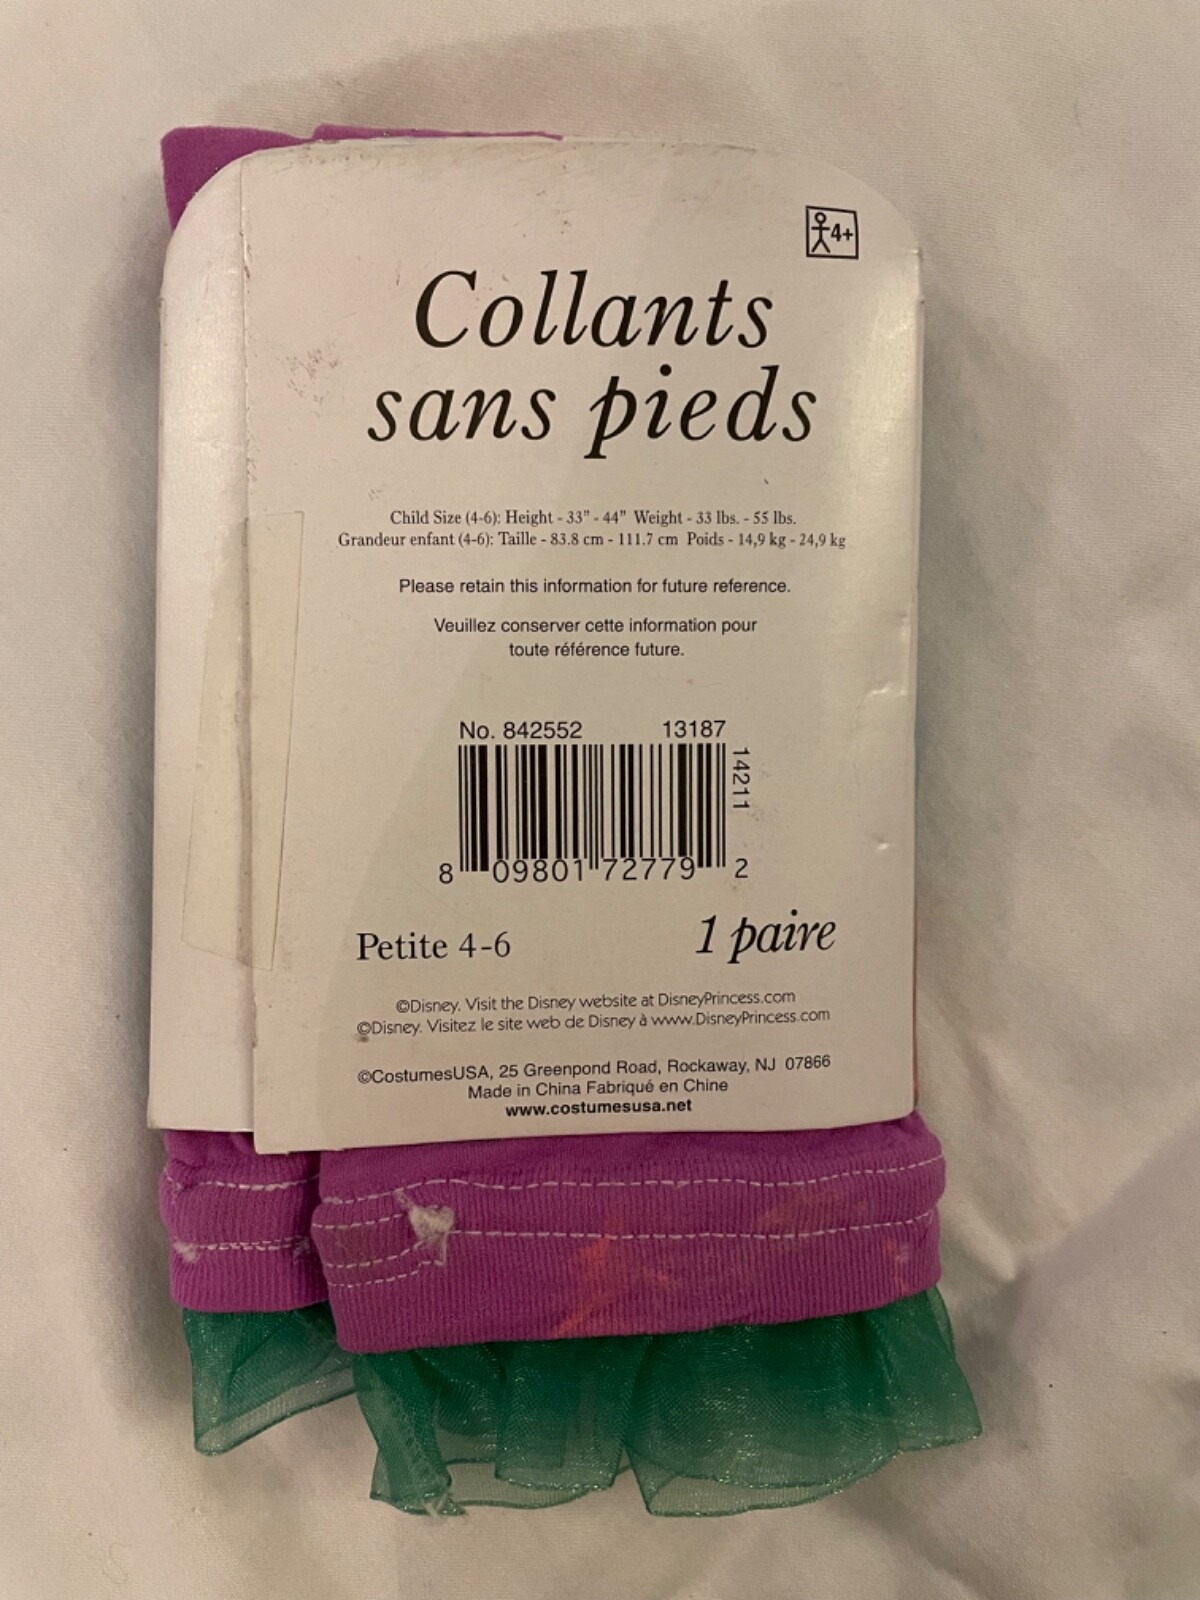 4+
Collants
sans pieds
Child Size (4-6): Height - 33" - 44" Weight - 33 lbs. - 55 lbs.
Grandeur enfant (4-6): Taille - 83.8 cm - 111.7 cm Poids - 14,9 kg - 24,9 kg
Please retain this information for future reference.
Veuillez conserver cette information pour
toute référence future.
No. 842552 13187
14211
8 09801 72779 2
Petite 4-6 1 paire
©Disney. Visit the Disney website at DisneyPrincess.com
©Disney. Visitez le site web de Disney à www.DisneyPrincess.com
©CostumesUSA, 25 Greenpond Road, Rockaway, NJ 07866
Made in China Fabriqué en Chine
www.costumesusa.net